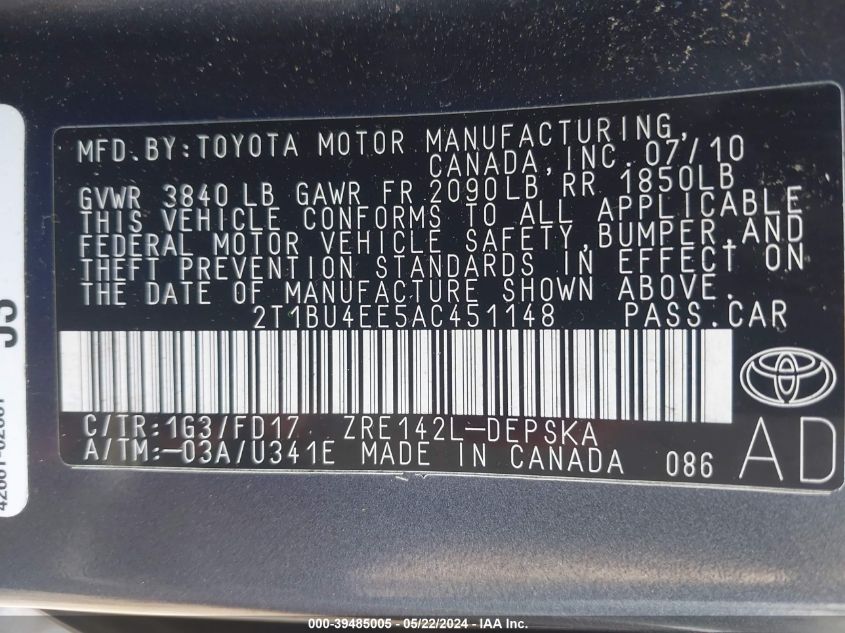 MFD.BY:TOYOTA MOTOR MANUFACTURING,
CANADA,INC. 07/10
GVWR 3840 LB GAWR FR 2090LB RR 1850LB
THIS VEHICLE CONFORMS TO ALL APPLICABLE
FEDERAL MOTOR VEHICLE SAFETY,BUMPER,AND
THEFT PREVENTION STANDARDS IN EFFECT ON
THE DATE OF MANUFACTURE SHOWN ABOVE.
2T1BU4EE5AC451148 PASS.CAR
C/TR:1G3/FD17 ZRE142L-DEPSKA
A/TM:-03A/U341E MADE IN CANADA 086
AD
000-39485005 - 05/22/2024 - IAA Inc.